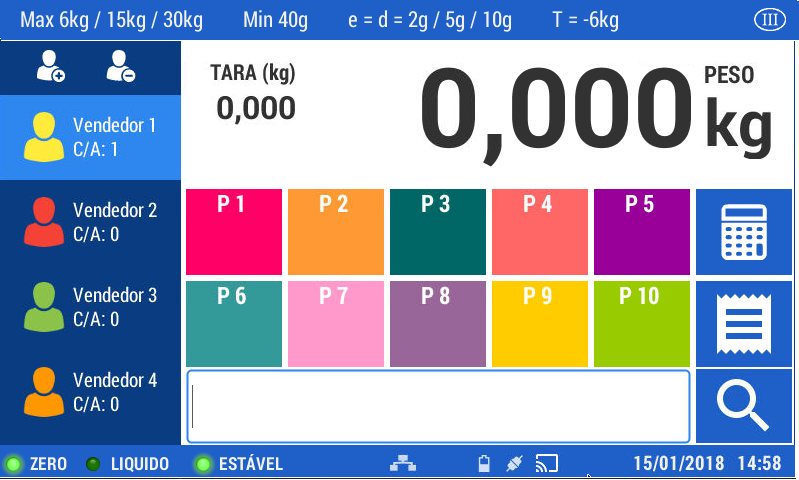 Max 6kg / 15kg / 30kg Min 40g e = d = 2g / 5g / 10g T = -6kg III
TARA (kg)
0,000
0,000
PESO
kg
Vendedor 1
C/A: 1
Vendedor 2
C/A: 0
Vendedor 3
C/A: 0
Vendedor 4
C/A: 0
P 1 P 2 P 3 P 4 P 5
P 6 P 7 P 8 P 9 P 10
ZERO LIQUIDO ESTÁVEL 15/01/2018 14:58